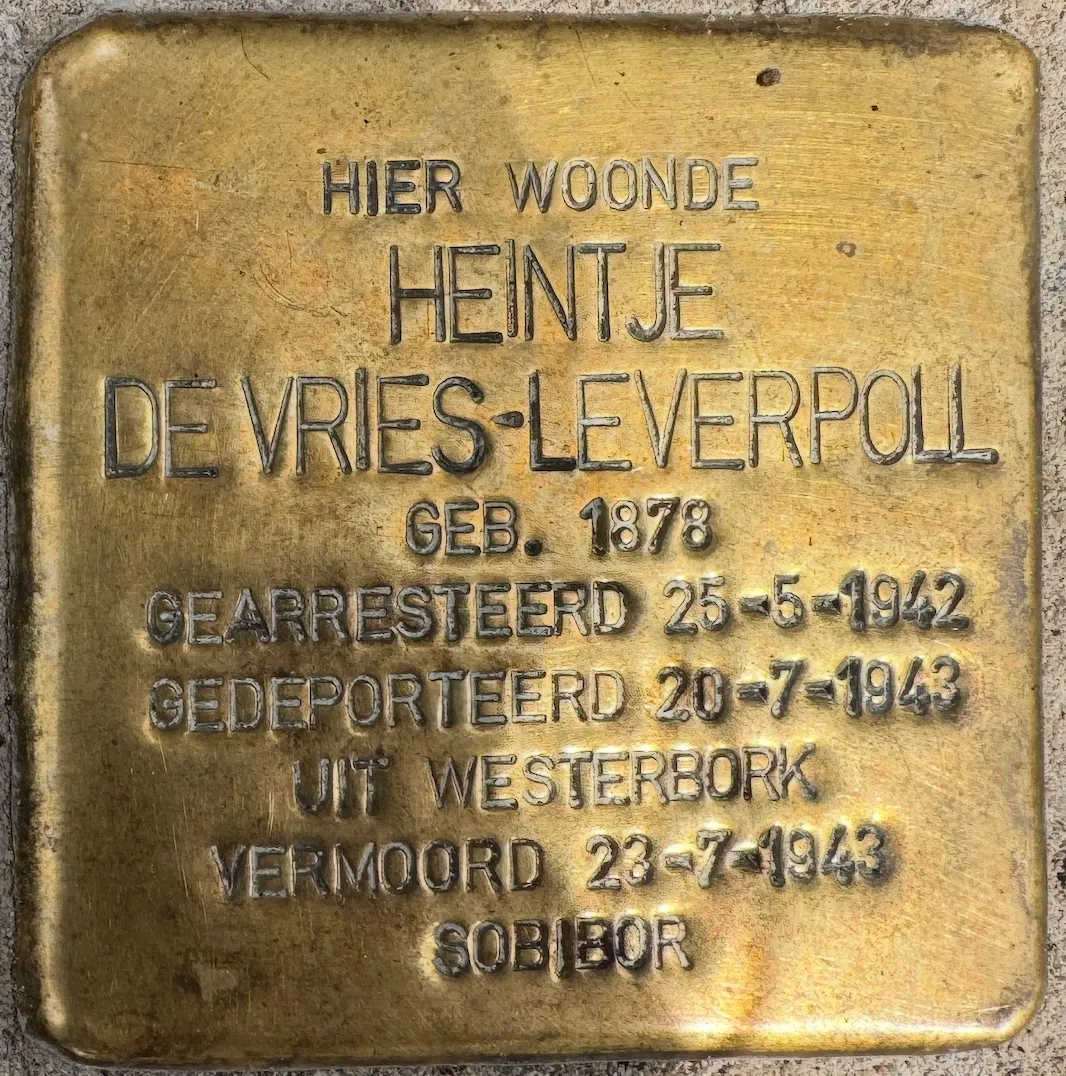 HIER WOONDE
HEINTJE
DE VRIES-LEVERPOLL
GEB. 1878
GEARRESTEERD 25-5-1942
GEDEPORTEERD 20-7-1943
UIT WESTERBORK
VERMOORD 23-7-1943
SOBIBOR